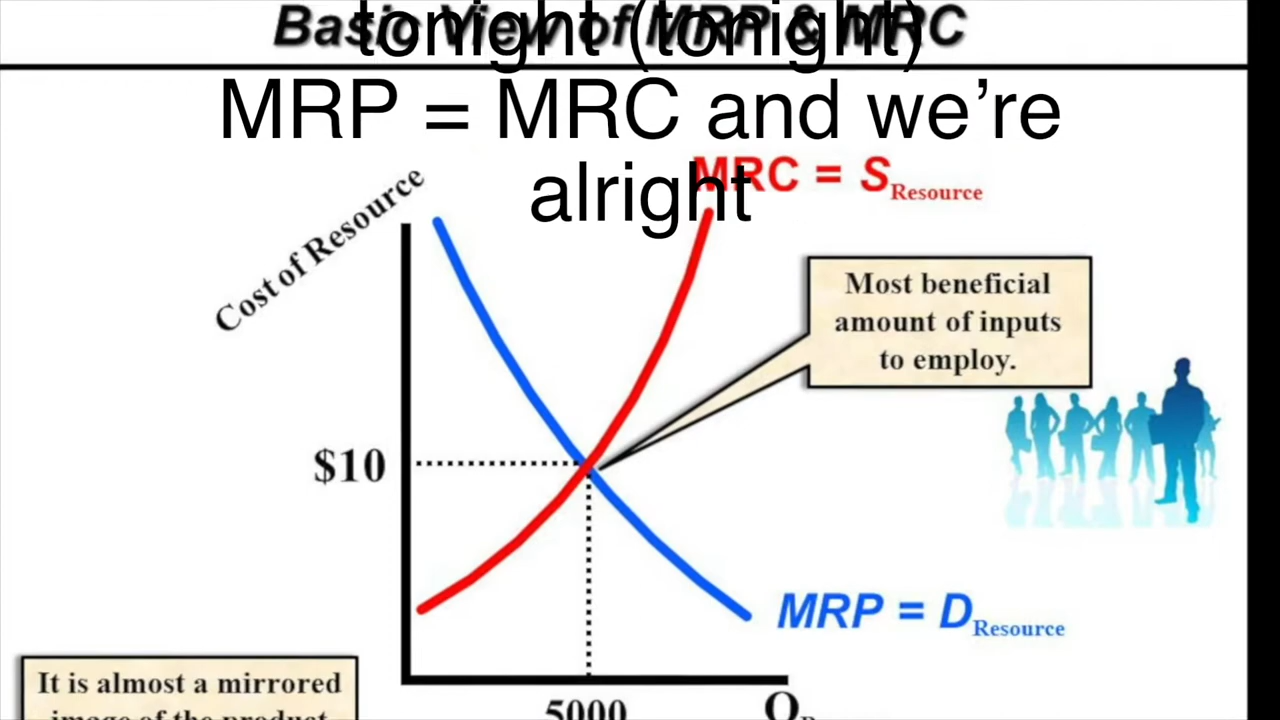 Basic View of MRP & MRC
tonight (tonight)
MRP = MRC and we’re
alright
MRC = S Resource
Cost of Resource
Most beneficial
amount of inputs
to employ.
$10
MRP = D Resource
It is almost a mirrored
image of the product
5000
Q